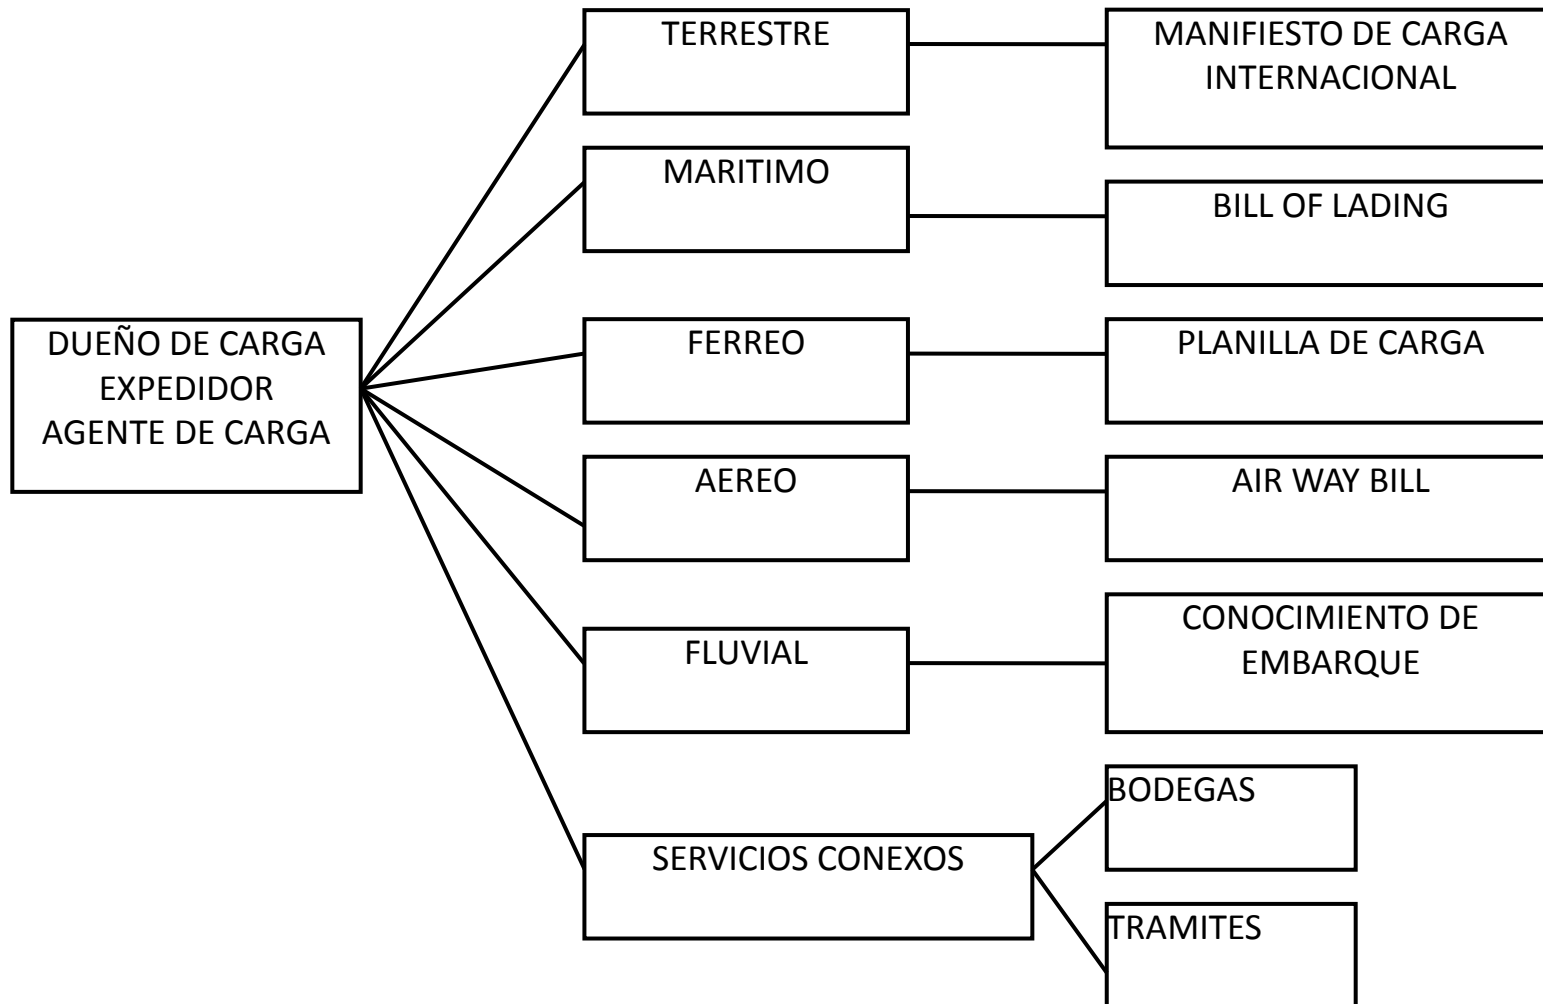 TERRESTRE
MANIFIESTO DE CARGA
INTERNACIONAL
MARITIMO
BILL OF LADING
DUEÑO DE CARGA
EXPEDIDOR
AGENTE DE CARGA
FERREO
PLANILLA DE CARGA
AEREO
AIR WAY BILL
FLUVIAL
CONOCIMIENTO DE
EMBARQUE
SERVICIOS CONEXOS
BODEGAS
TRAMITES